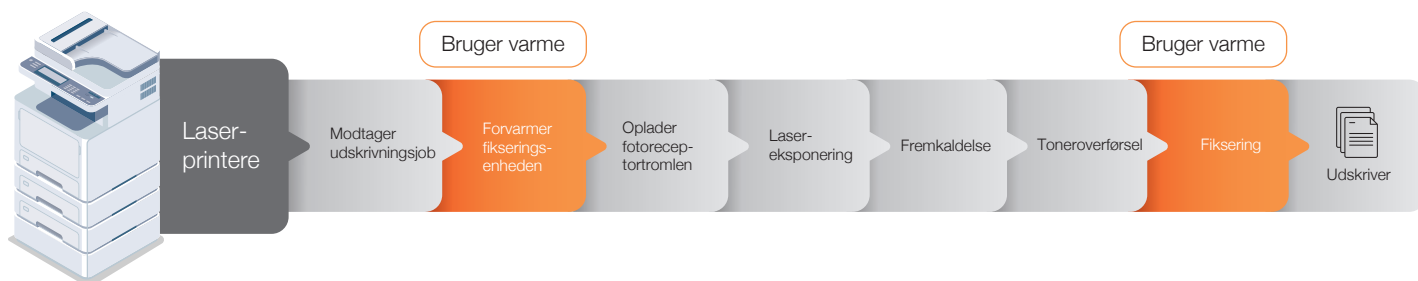 Bruger varme
Bruger varme
Laser-
printere
Modtager
udskrivningsjob
Forvarmer
fikserings-
enheden
Oplader
fotorecep-
tortromlen
Laser-
eksponering
Fremkaldelse
Toneroverførsel
Fiksering
Udskriver